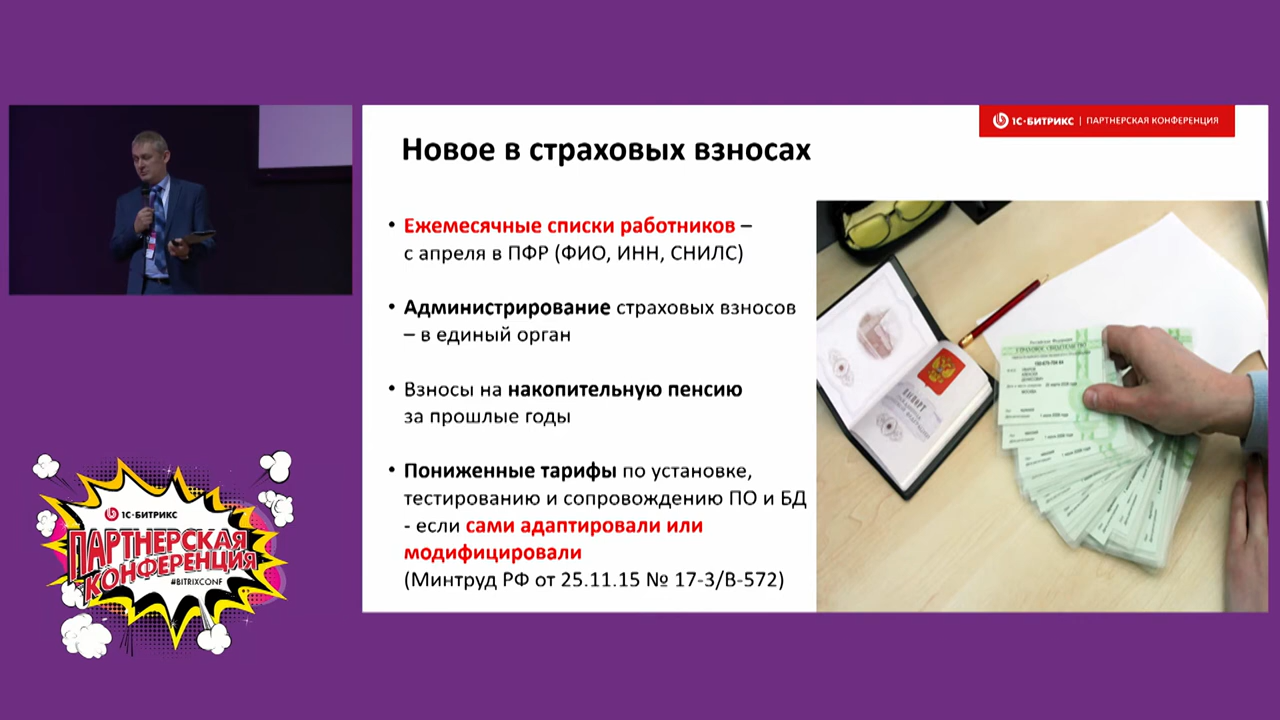 1С-БИТРИКС | ПАРТНЕРСКАЯ КОНФЕРЕНЦИЯ
Новое в страховых взносах
• Ежемесячные списки работников –
с апреля в ПФР (ФИО, ИНН, СНИЛС)
• Администрирование страховых взносов
– в единый орган
• Взносы на накопительную пенсию
за прошлые годы
• Пониженные тарифы по установке,
тестированию и сопровождению ПО и БД
- если сами адаптировали или
модифицировали
(Минтруд РФ от 25.11.15 № 17-3/В-572)
1С-БИТРИКС
ПАРТНЕРСКАЯ
КОНФЕРЕНЦИЯ
#BITRIXCONF